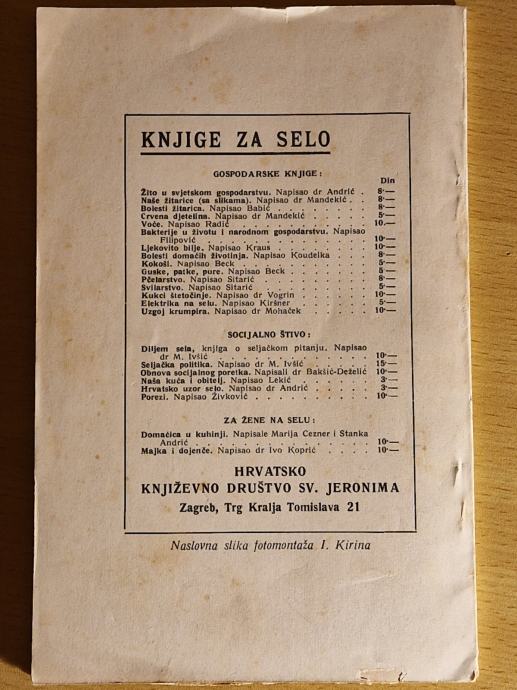 KNJIGE ZA SELO
GOSPODARSKE KNJIGE:
Din
Žito u svjetskom gospodarstvu. Napisao dr Andrić . 8·—
Naše žitarice (sa slikama). Napisao dr Mandekić . . 8·—
Bolesti žitarica. Napisao Babić . . . . . . . 8·—
Crvena djetelina. Napisao dr Mandekić . . . . . 5·—
Voće. Napisao Radić . . . . . . . . . . 10.—
Bakterije u životu i narodnom gospodarstvu. Napisao
Filipović . . . . . . . . . . . . . 10·—
Ljekovito bilje. Napisao Kraus . . . . . . . 10·—
Bolesti domaćih životinja. Napisao Koudelka . . . 8·—
Kokoši. Napisao Beck . . . . . . . . . . 5·—
Guske, patke, pure. Napisao Beck . . . . . . 5·—
Pčelarstvo. Napisao Sitarić . . . . . . . . 8·—
Svilarstvo. Napisao Sitarić . . . . . . . . 5·—
Kukci štetočinje. Napisao dr Vogrin . . . . . 10·—
Elektrika na selu. Napisao Kiršner . . . . . . 5·—
Uzgoj krumpira. Napisao dr Mohaček . . . . . 10·—
SOCIJALNO ŠTIVO:
Diljem sela, knjiga o seljačkom pitanju. Napisao
dr M. Ivšić . . . . . . . . . . . . 10·—
Seljačka politika. Napisao dr M. Ivšić . . . . . 15·—
Obnova socijalnog poretka. Napisali dr Bakšić-Deželić 10·—
Naša kuća i obitelj. Napisao Lekić . . . . . . 3·—
Hrvatsko uzor selo. Napisao dr Andrić . . . . . 3·—
Porezi. Napisao Živković . . . . . . . . . 10·—
ZA ŽENE NA SELU:
Domaćica u kuhinji. Napisale Marija Cezner i Stanka
Andrić . . . . . . . . . . . . . . 10·—
Majka i dojenče. Napisao dr Ivo Koprić . . . . 10·—
HRVATSKO
KNJIŽEVNO DRUŠTVO SV. JERONIMA
Zagreb, Trg Kralja Tomislava 21
Naslovna slika fotomontaža I. Kirina